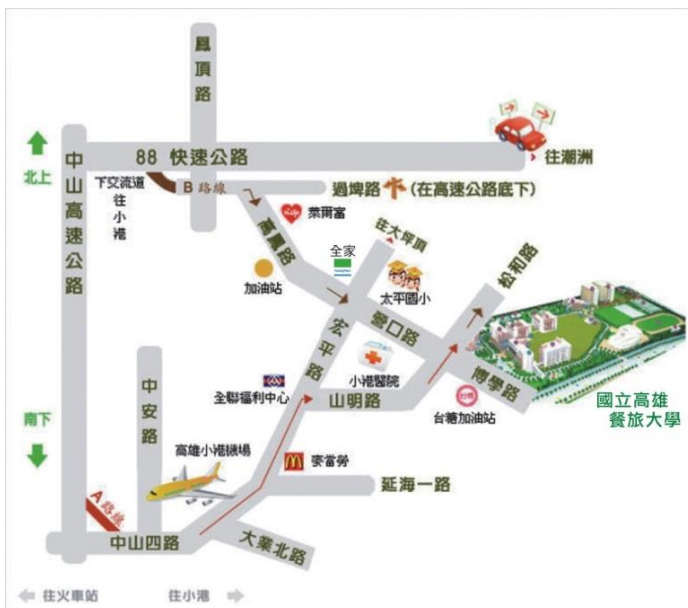 鳳頂路
88 快速公路
往潮洲
北上
中山高速公路
下交流道
往小港
B 路線
過埤路
(在高速公路底下)
萊爾富
高鳳路
往大坪頂
全家
松和路
加油站
太平國小
營口路
宏平路
小港醫院
博學路
中安路
全聯福利中心
山明路
台糖加油站
國立高雄
餐旅大學
南下
高雄小港機場
麥當勞
延海一路
A 路線
中山四路
大業北路
往火車站
往小港